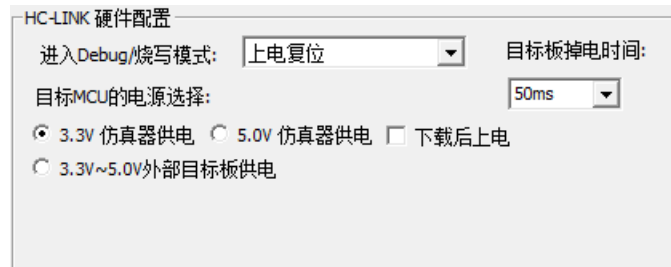 HC-LINK 硬件配置
进入Debug/烧写模式: 上电复位 目标板掉电时间:
目标MCU的电源选择: 50ms
3.3V 仿真器供电 5.0V 仿真器供电 下载后上电
3.3V~5.0V外部目标板供电